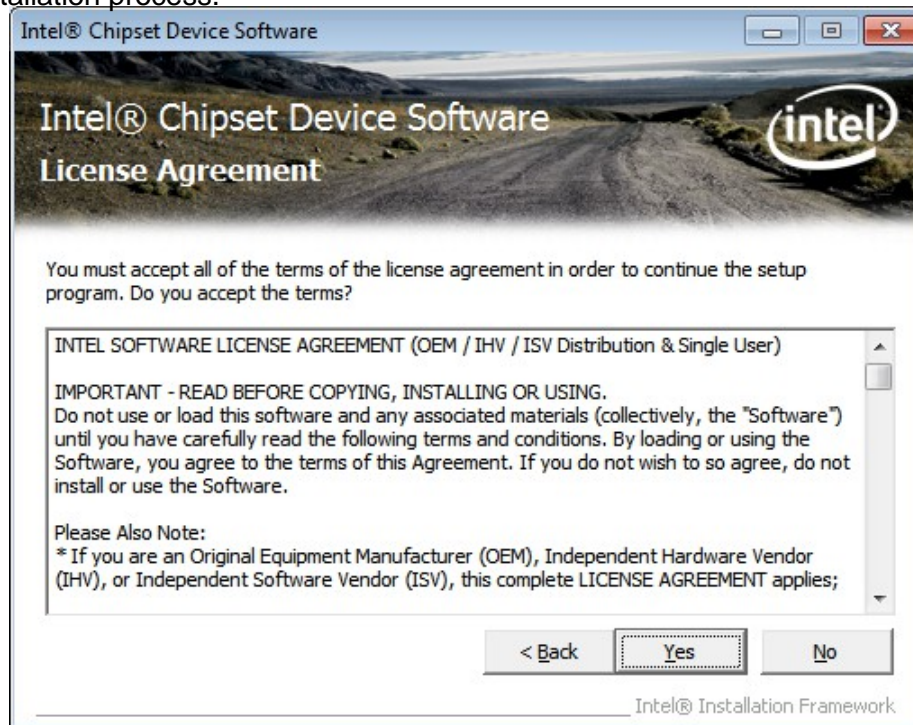 tallation process.
Intel® Chipset Device Software
Intel® Chipset Device Software
intel
License Agreement
You must accept all of the terms of the license agreement in order to continue the setup
program. Do you accept the terms?
INTEL SOFTWARE LICENSE AGREEMENT (OEM / IHV / ISV Distribution & Single User)
IMPORTANT - READ BEFORE COPYING, INSTALLING OR USING.
Do not use or load this software and any associated materials (collectively, the "Software")
until you have carefully read the following terms and conditions. By loading or using the
Software, you agree to the terms of this Agreement. If you do not wish to so agree, do not
install or use the Software.
Please Also Note:
* If you are an Original Equipment Manufacturer (OEM), Independent Hardware Vendor
(IHV), or Independent Software Vendor (ISV), this complete LICENSE AGREEMENT applies;
< Back Yes No
Intel® Installation Framework